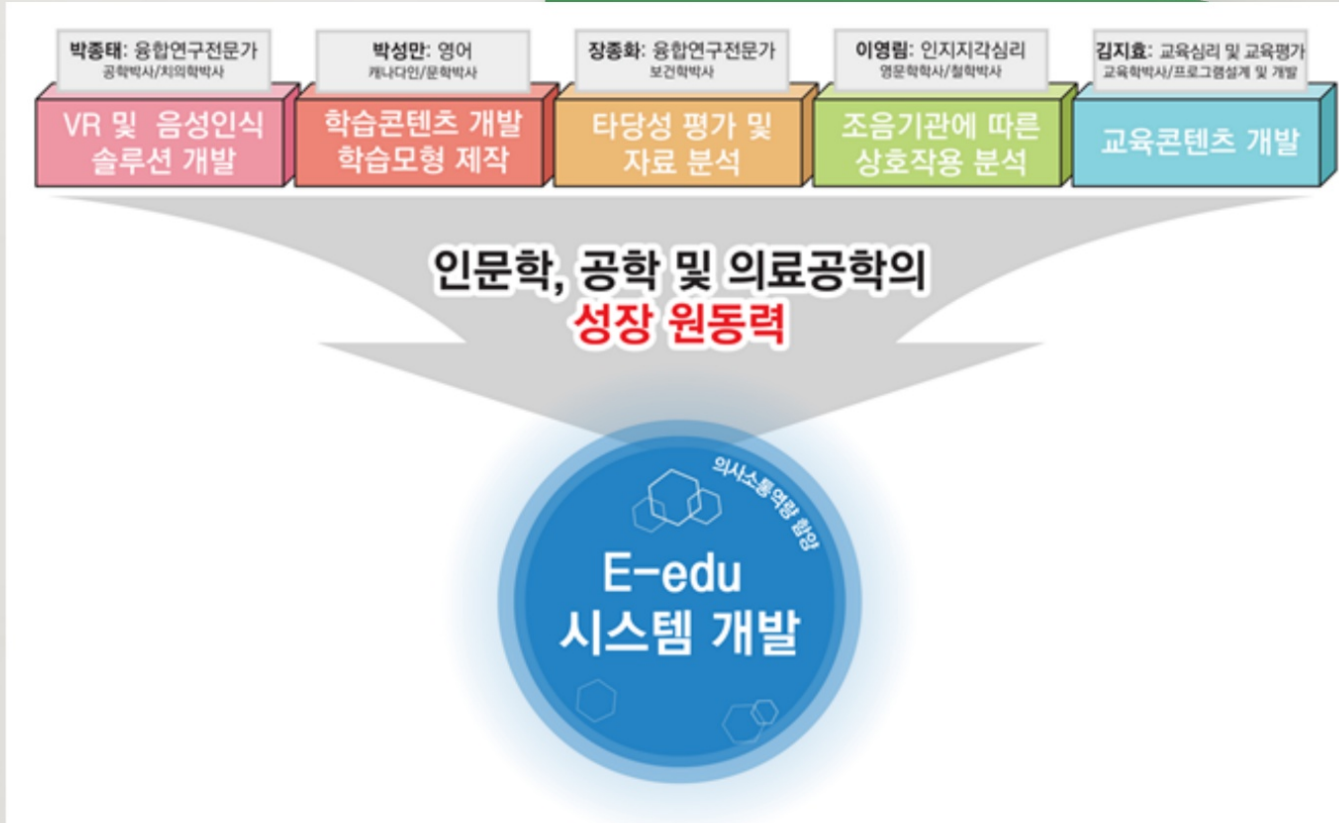 박종태: 융합연구전문가
공학박사/치의학박사
박성만: 영어
캐나다인/문학박사
장종화: 융합연구전문가
보건학박사
이영림: 인지지각심리
영문학학사/철학박사
김지효: 교육심리 및 교육평가
교육학박사/프로그램설계 및 개발
VR 및 음성인식
솔루션 개발
학습콘텐츠 개발
학습모형 제작
타당성 평가 및
자료 분석
조음기관에 따른
상호작용 분석
교육콘텐츠 개발
인문학, 공학 및 의료공학의
성장 원동력
의사소통역량 함양
E-edu
시스템 개발